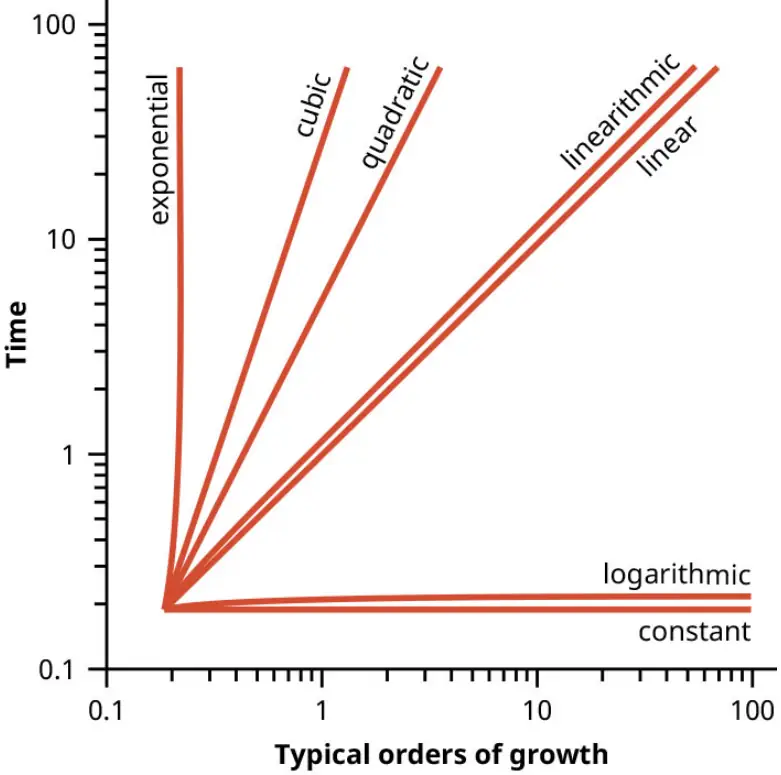 100
exponential
cubic
quadratic
linearithmic
linear
10
Time
1
logarithmic
constant
0.1
0.1 1 10 100
Typical orders of growth